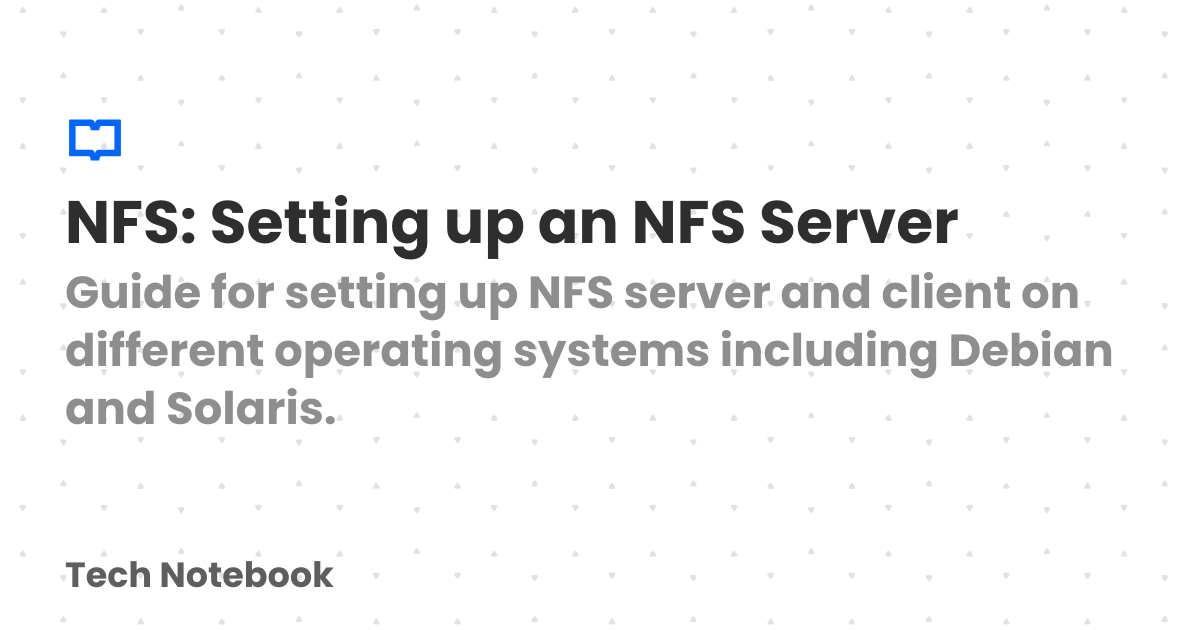 NFS: Setting up an NFS Server
Guide for setting up NFS server and client on
different operating systems including Debian
and Solaris.
Tech Notebook